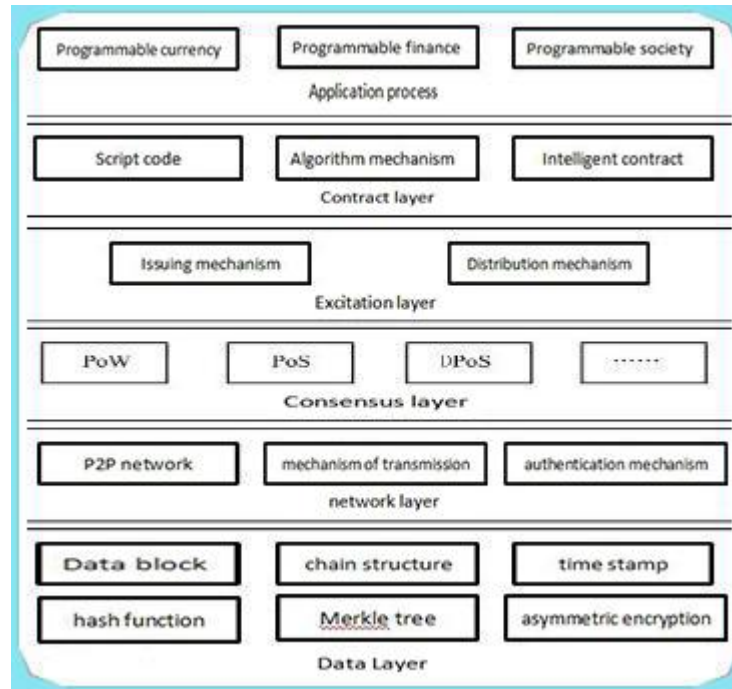 Programmable currency
Programmable finance
Programmable society
Application process
Script code
Algorithm mechanism
Intelligent contract
Contract layer
Issuing mechanism
Distribution mechanism
Excitation layer
PoW
PoS
DPoS
······
Consensus layer
P2P network
mechanism of transmission
authentication mechanism
network layer
Data block
chain structure
time stamp
hash function
Merkle tree
asymmetric encryption
Data Layer